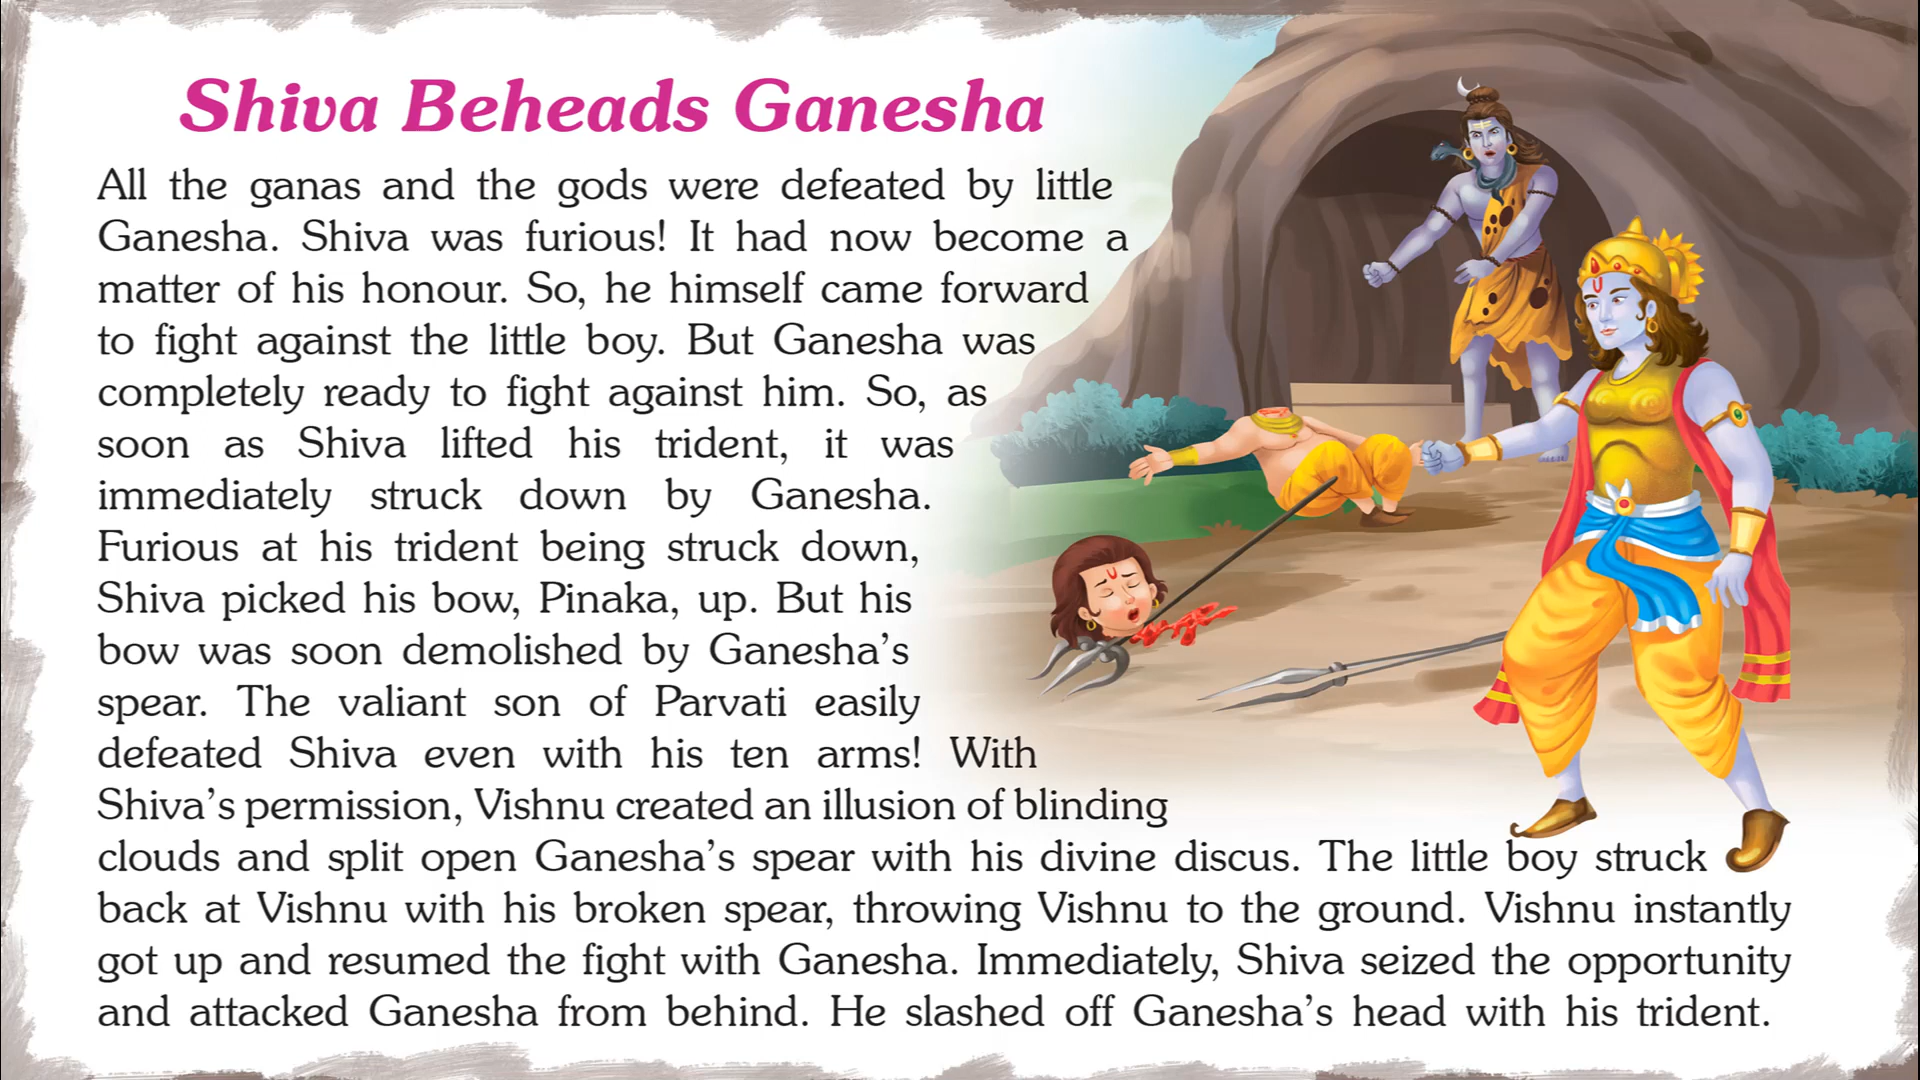 Shiva Beheads Ganesha
All the ganas and the gods were defeated by little
Ganesha. Shiva was furious! It had now become a
matter of his honour. So, he himself came forward
to fight against the little boy. But Ganesha was
completely ready to fight against him. So, as
soon as Shiva lifted his trident, it was
immediately struck down by Ganesha.
Furious at his trident being struck down,
Shiva picked his bow, Pinaka, up. But his
bow was soon demolished by Ganesha’s
spear. The valiant son of Parvati easily
defeated Shiva even with his ten arms! With
Shiva’s permission, Vishnu created an illusion of blinding
clouds and split open Ganesha’s spear with his divine discus. The little boy struck
back at Vishnu with his broken spear, throwing Vishnu to the ground. Vishnu instantly
got up and resumed the fight with Ganesha. Immediately, Shiva seized the opportunity
and attacked Ganesha from behind. He slashed off Ganesha’s head with his trident.